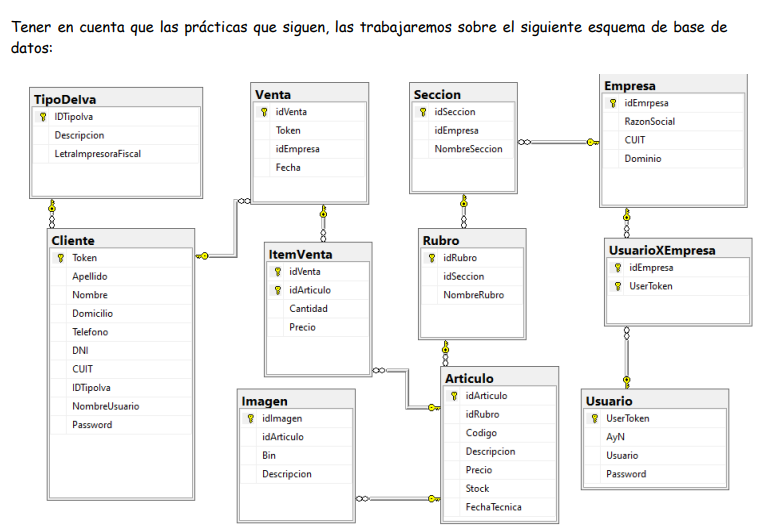 Tener en cuenta que las prácticas que siguen, las trabajaremos sobre el siguiente esquema de base de
datos:
TipoDeIva
IDTipoIva
Descripcion
LetraImpresoraFiscal
Venta
idVenta
Token
idEmpresa
Fecha
Seccion
idSeccion
idEmpresa
NombreSeccion
Empresa
idEmrpesa
RazonSocial
CUIT
Dominio
Cliente
Token
Apellido
Nombre
Domicilio
Telefono
DNI
CUIT
IDTipoIva
NombreUsuario
Password
ItemVenta
idVenta
idArticulo
Cantidad
Precio
Rubro
idRubro
idSeccion
NombreRubro
UsuarioXEmpresa
idEmpresa
UserToken
Imagen
idImagen
idArticulo
Bin
Descripcion
Articulo
idArticulo
idRubro
Codigo
Descripcion
Precio
Stock
FechaTecnica
Usuario
UserToken
AyN
Usuario
Password